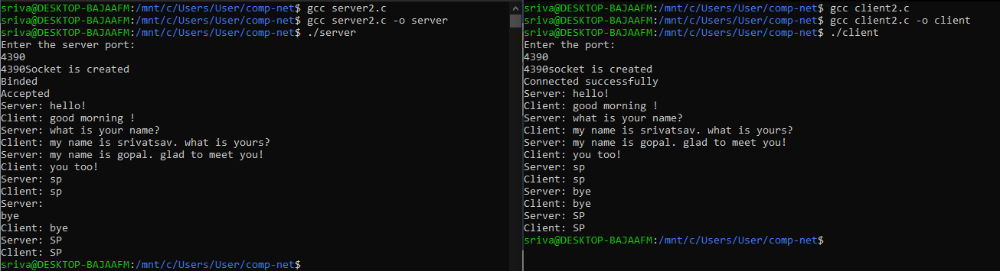 sriva@DESKTOP-BAJAAFM:/mnt/c/Users/User/comp-net$ gcc server2.c
sriva@DESKTOP-BAJAAFM:/mnt/c/Users/User/comp-net$ gcc server2.c -o server
sriva@DESKTOP-BAJAAFM:/mnt/c/Users/User/comp-net$ ./server
Enter the server port:
4390
4390Socket is created
Binded
Accepted
Server: hello!
Client: good morning !
Server: what is your name?
Client: my name is srivatsav. what is yours?
Server: my name is gopal. glad to meet you!
Client: you too!
Server: sp
Client: sp
Server:
bye
Client: bye
Server: SP
Client: SP
sriva@DESKTOP-BAJAAFM:/mnt/c/Users/User/comp-net$
sriva@DESKTOP-BAJAAFM:/mnt/c/Users/User/comp-net$ gcc client2.c
sriva@DESKTOP-BAJAAFM:/mnt/c/Users/User/comp-net$ gcc client2.c -o client
sriva@DESKTOP-BAJAAFM:/mnt/c/Users/User/comp-net$ ./client
Enter the port:
4390
4390socket is created
Connected successfully
Server: hello!
Client: good morning !
Server: what is your name?
Client: my name is srivatsav. what is yours?
Server: my name is gopal. glad to meet you!
Client: you too!
Server: sp
Client: sp
Server: bye
Client: bye
Server: SP
Client: SP
sriva@DESKTOP-BAJAAFM:/mnt/c/Users/User/comp-net$